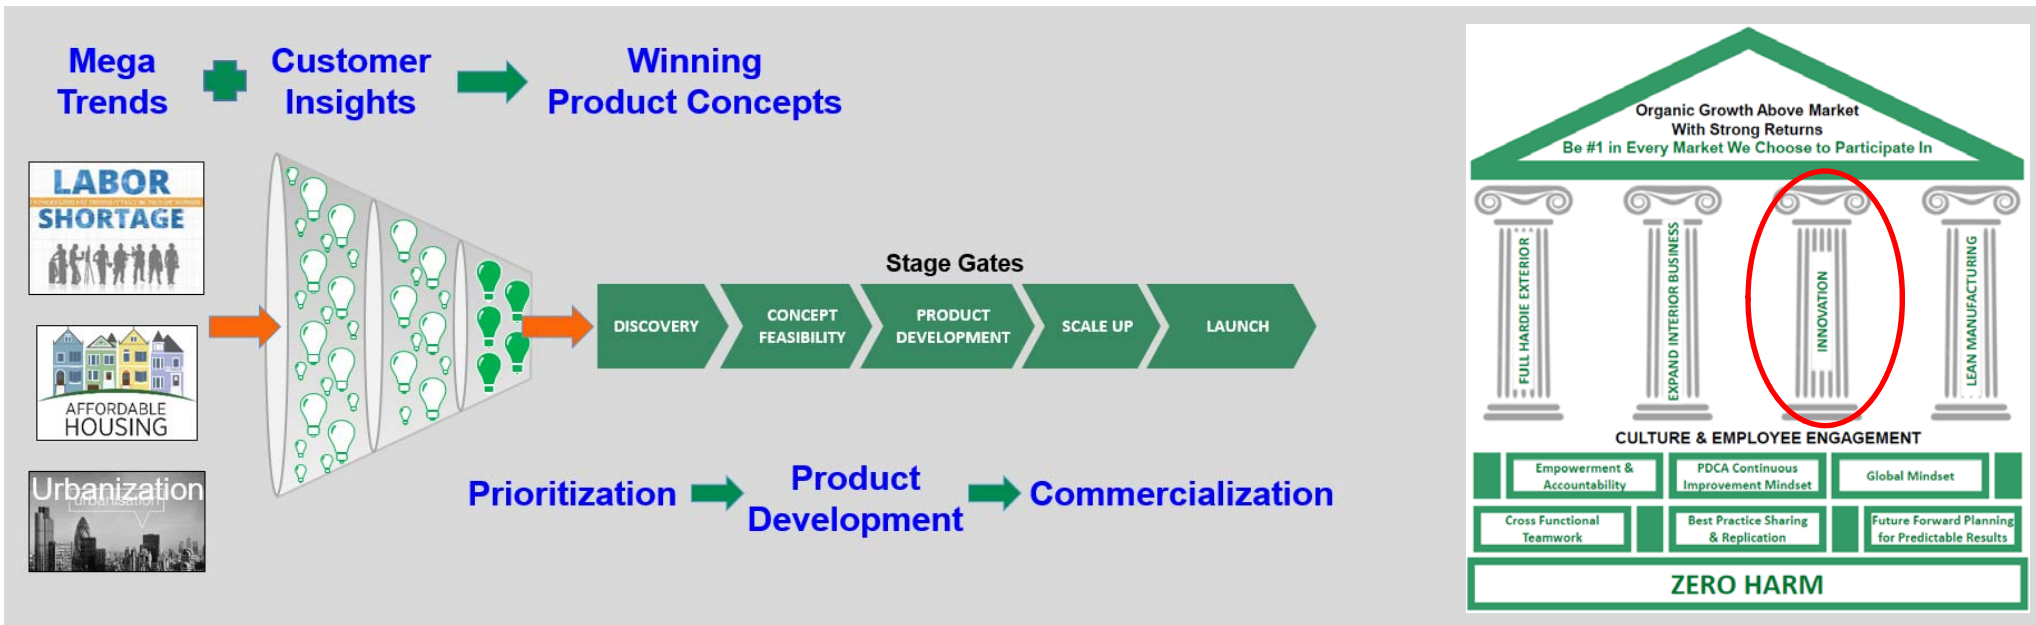 Mega
Trends
Customer
Insights
Winning
Product Concepts
LABOR
SHORTAGE
AFFORDABLE
HOUSING
Urbanization
urbanisation
Stage Gates
DISCOVERY
CONCEPT
FEASIBILITY
PRODUCT
DEVELOPMENT
SCALE UP
LAUNCH
Prioritization
Product
Development
Commercialization
Organic Growth Above Market
With Strong Returns
Be #1 in Every Market We Choose to Participate In
FULL HARDIE EXTERIOR
EXPAND INTERIOR BUSINESS
INNOVATION
LEAN MANUFACTURING
CULTURE & EMPLOYEE ENGAGEMENT
Empowerment &
Accountability
PDCA Continuous
Improvement Mindset
Global Mindset
Cross Functional
Teamwork
Best Practice Sharing
& Replication
Future Forward Planning
for Predictable Results
ZERO HARM